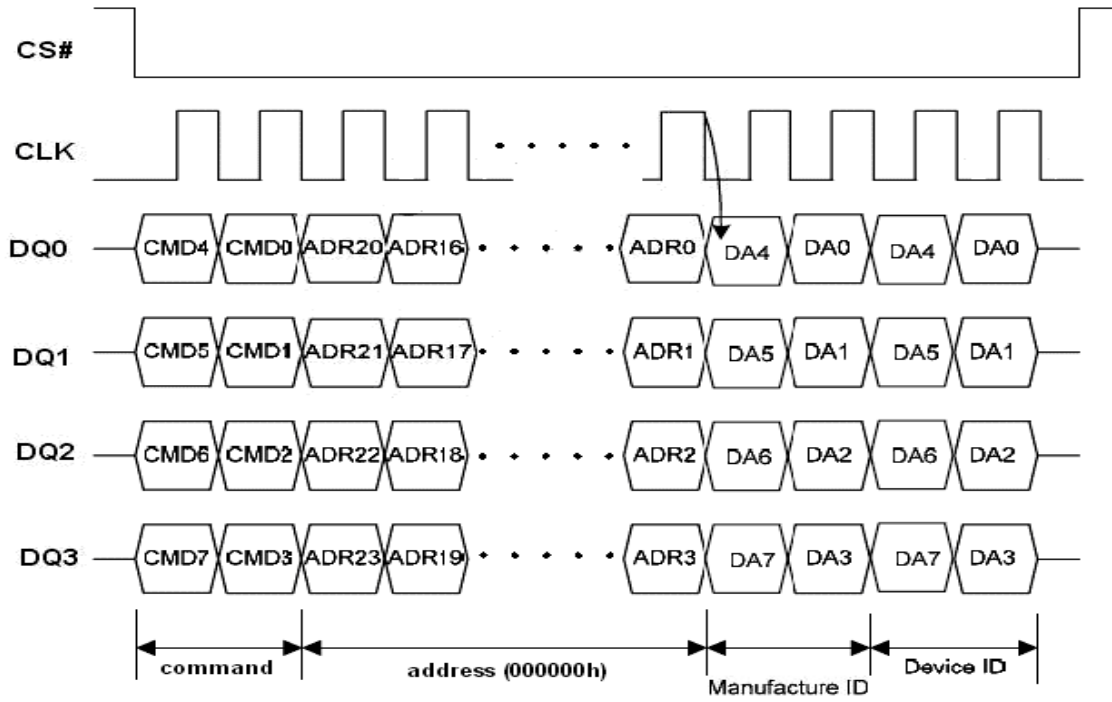 CS#
CLK
DQ0 CMD4 CMD0 ADR20 ADR16 ADR0 DA4 DA0 DA4 DA0
DQ1 CMD5 CMD1 ADR21 ADR17 ADR1 DA5 DA1 DA5 DA1
DQ2 CMD6 CMD2 ADR22 ADR18 ADR2 DA6 DA2 DA6 DA2
DQ3 CMD7 CMD3 ADR23 ADR19 ADR3 DA7 DA3 DA7 DA3
command address (000000h) Manufacture ID Device ID